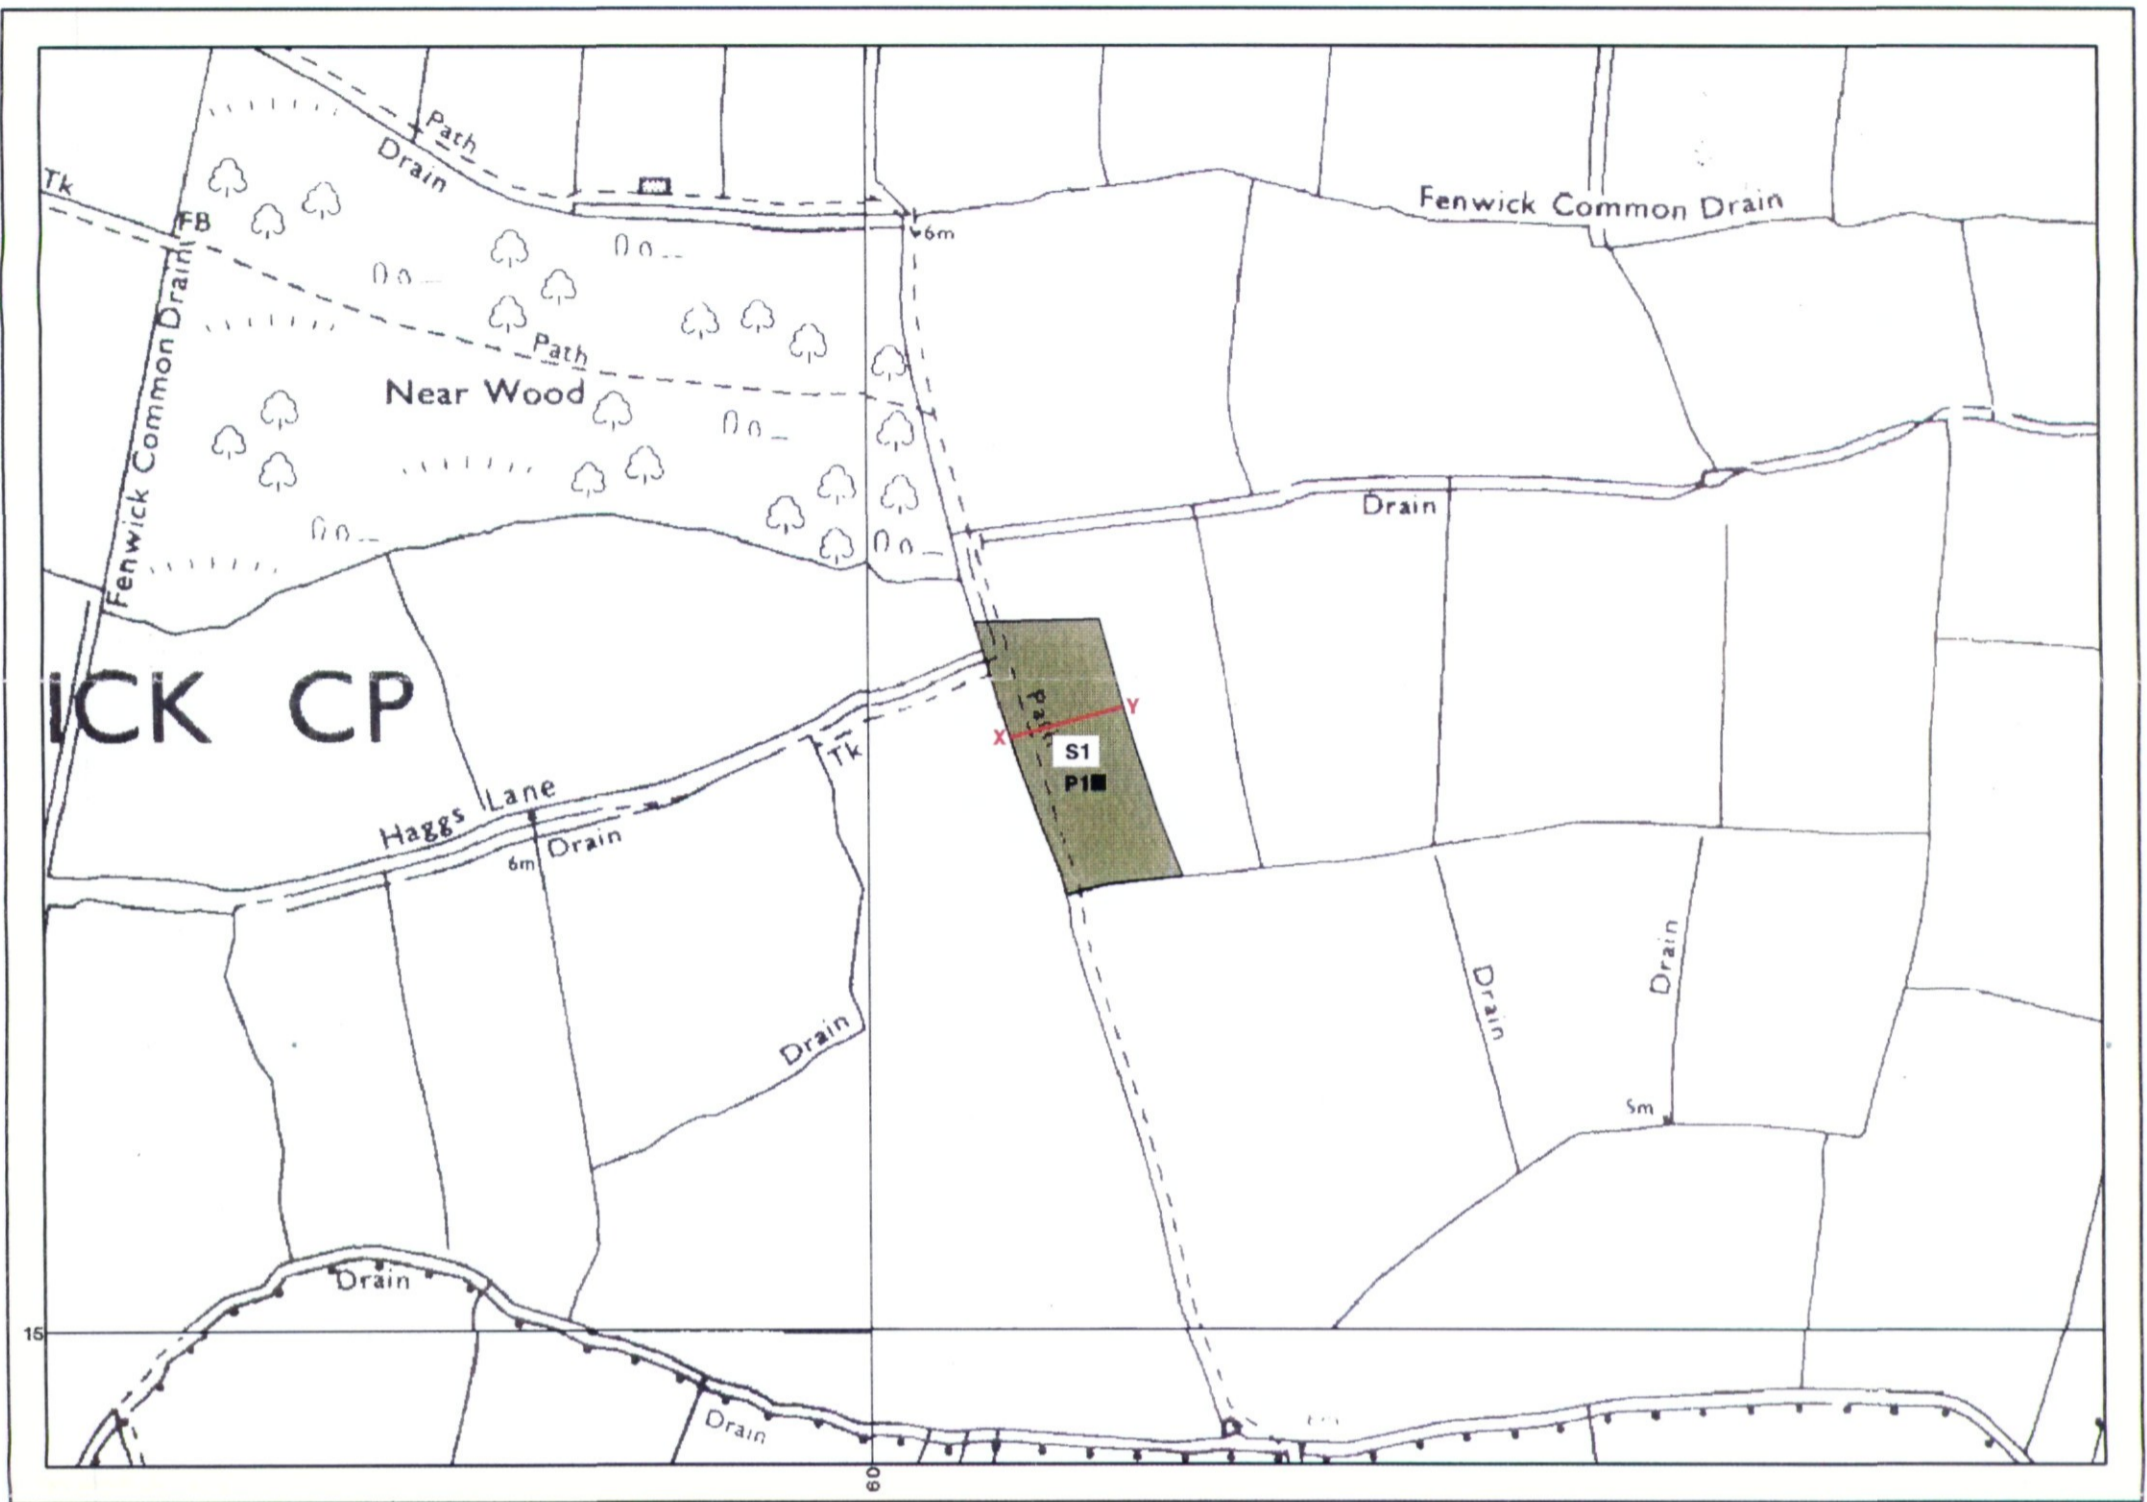 Path
Drain
Tk
FB
Fenwick Common Drain
6m
Fenwick Common Drain
Path
Near Wood
Drain
ICK CP
Path
X
Y
S1
P1
Tk
Haggs Lane
Drain
6m
Drain
Drain
Drain
5m
Drain
15
Drain
60